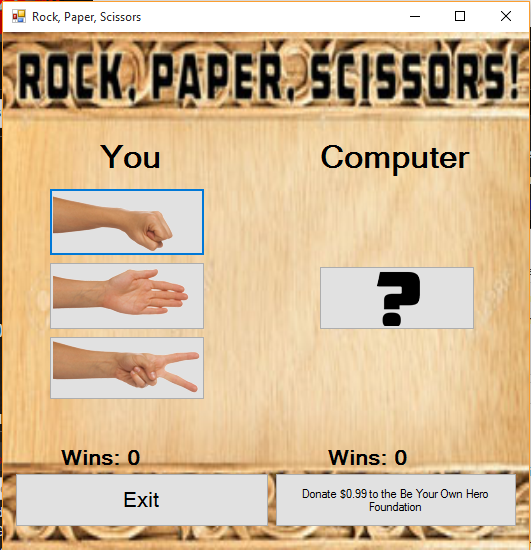 Rock, Paper, Scissors
ROCK, PAPER, SCISSORS!
You
Computer
?
Wins: 0
Wins: 0
Exit
Donate $0.99 to the Be Your Own Hero
Foundation